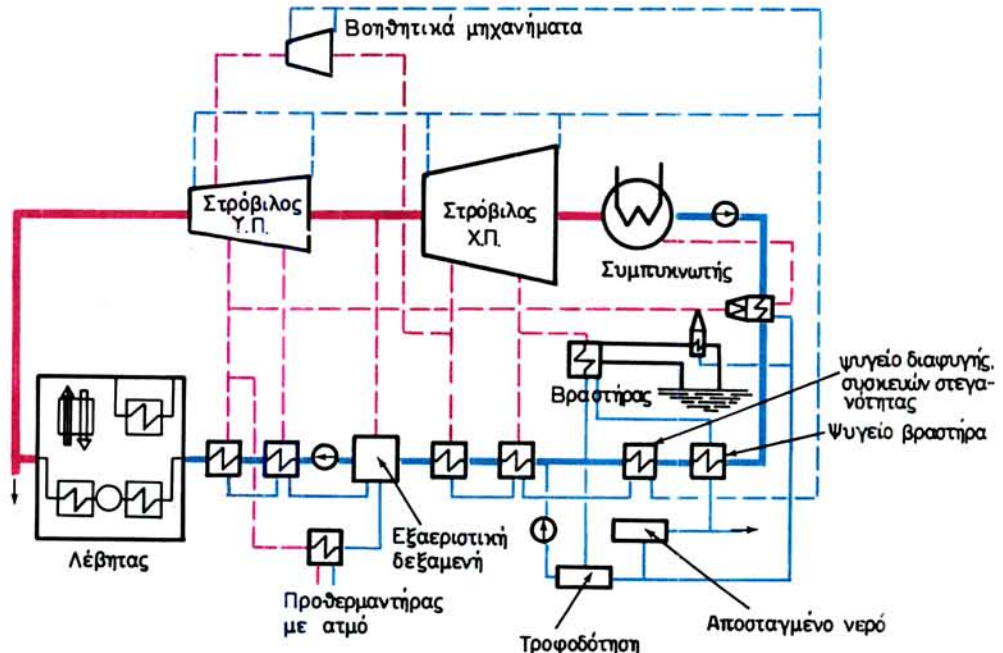 Βοηθητικά μηχανήματα
Στρόβιλος
Υ.Π.
Στρόβιλος
Χ.Π.
Συμπυκνωτής
Βραστήρας
ψυγείο διαφυγής,
συσκευών στεγα-
νότητας
Ψυγείο βραστήρα
Λέβητας
Εξαεριστική
δεξαμενή
Προθερμαντήρας
με ατμό
Τροφοδότηση
Αποσταγμένο νερό